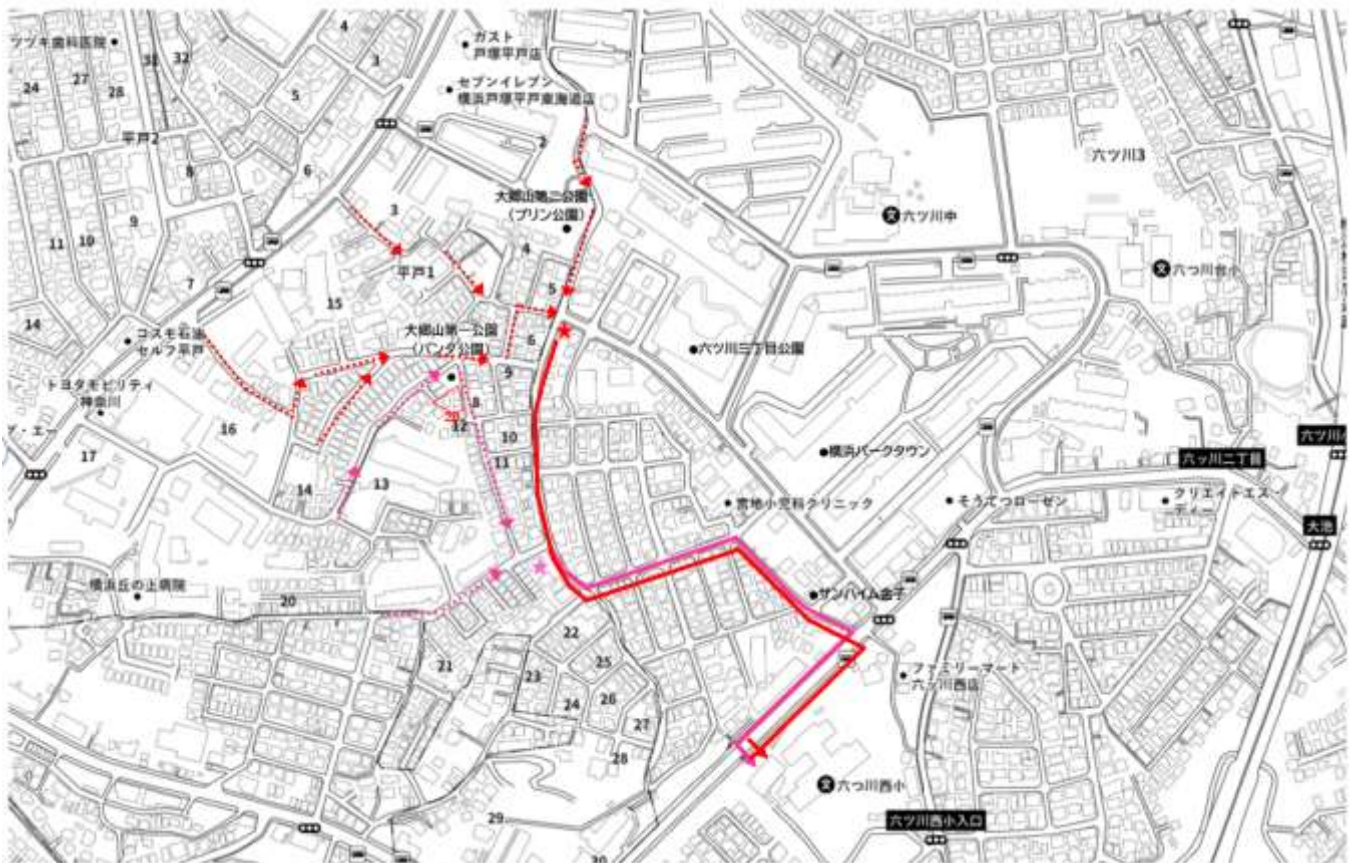 ガスト
戸塚平戸店
ツヅキ歯科医院
セブンイレブン
横浜戸塚平戸東海道店
4
3
31
32
24
27
28
5
平戸2
2
6
8
六ツ川3
3
大郷山第二公園
(プリン公園)
文 六ツ川中
11
10
9
4
平戸1
文 六つ川台小
7
15
5
14
コスモ石油
セルフ平戸
大郷山第一公園
(パンダ公園)
6
六ツ川三丁目公園
トヨタモビリティ
神奈川
9
8
12
16
17
10
11
横浜パークタウン
六ッ川二丁目
13
14
宮地小児科クリニック
そうてつローゼン
クリエイトエス・
ディー
大池
横浜丘の上病院
20
サンハイム金子
22
21
25
23
24
26
27
28
ファミリーマート
六ッ川西店
文 六つ川西小
29
六ツ川西小入口
30